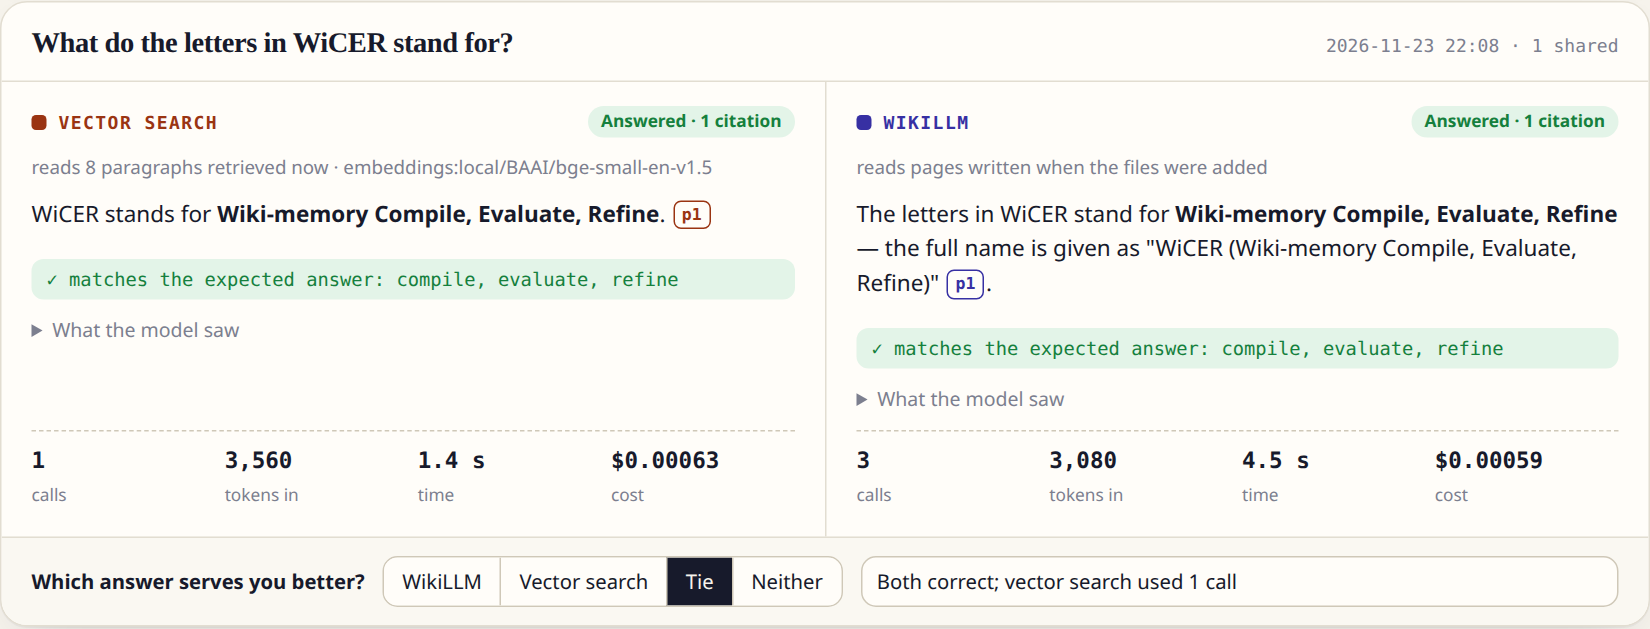 What do the letters in WiCER stand for?
2026-11-23 22:08 · 1 shared
VECTOR SEARCH
Answered · 1 citation
reads 8 paragraphs retrieved now · embeddings:local/BAAI/bge-small-en-v1.5
WiCER stands for Wiki-memory Compile, Evaluate, Refine. p1
✓ matches the expected answer: compile, evaluate, refine
▶ What the model saw
1
3,560
1.4 s
$0.00063
calls
tokens in
time
cost
WIKILLM
Answered · 1 citation
reads pages written when the files were added
The letters in WiCER stand for Wiki-memory Compile, Evaluate, Refine
— the full name is given as "WiCER (Wiki-memory Compile, Evaluate,
Refine)" p1.
✓ matches the expected answer: compile, evaluate, refine
▶ What the model saw
3
3,080
4.5 s
$0.00059
calls
tokens in
time
cost
Which answer serves you better?
WikiLLM
Vector search
Tie
Neither
Both correct; vector search used 1 call